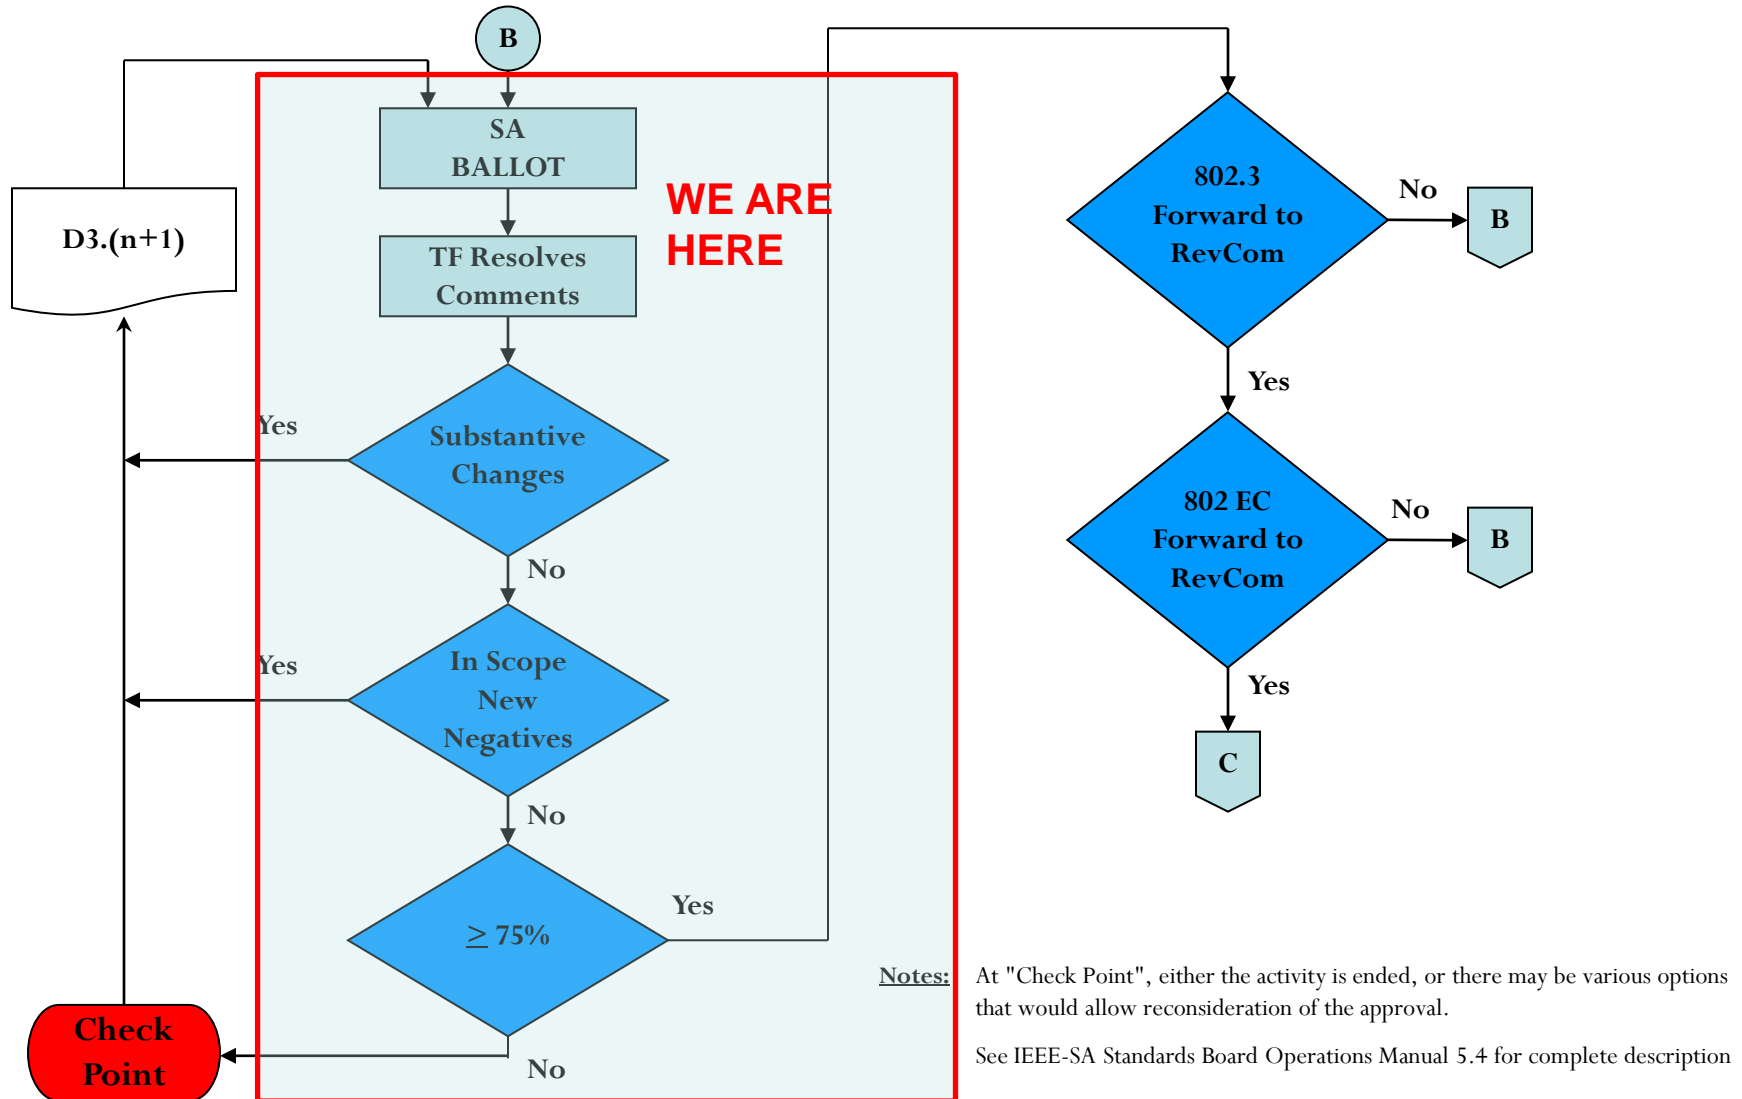 B
SA
BALLOT
WE ARE
HERE
D3.(n+1)
TF Resolves
Comments
Yes
Substantive
Changes
No
Yes
In Scope
New
Negatives
No
≥ 75%
Yes
No
Check
Point
802.3
Forward to
RevCom
No
B
Yes
802 EC
Forward to
RevCom
No
B
Yes
C
Notes: At "Check Point", either the activity is ended, or there may be various options
that would allow reconsideration of the approval.
See IEEE-SA Standards Board Operations Manual 5.4 for complete description